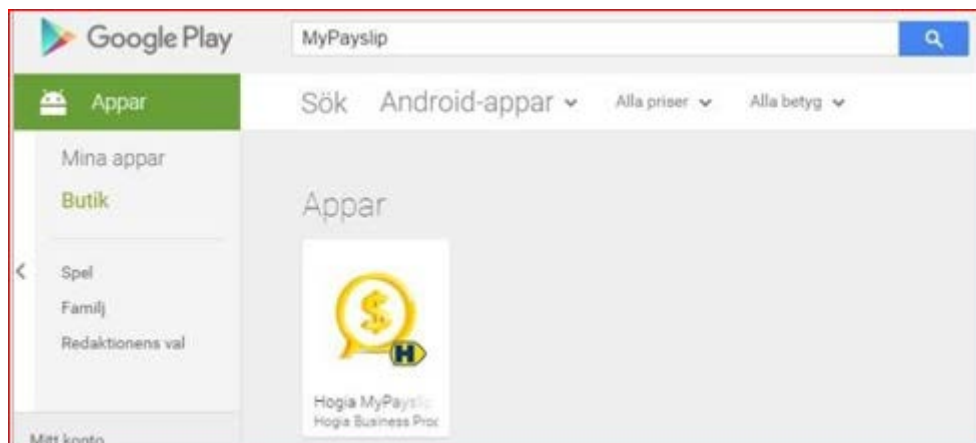 Google Play
MyPayslip
Appar
Sök Android-appar Alla priser Alla betyg
Mina appar
Butik
Appar
Spel
Familj
Redaktionens val
H
Hogia MyPayslip
Hogia Business Proc
Mitt konto